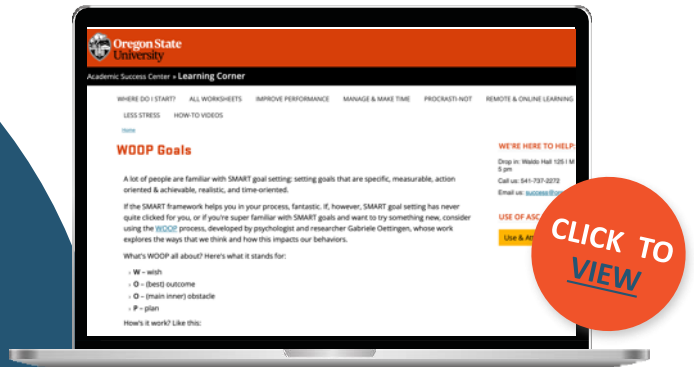 Oregon State
University
Academic Success Center » Learning Corner
WHERE DO I START? ALL WORKSHEETS IMPROVE PERFORMANCE MANAGE & MAKE TIME PROCRASTI-NOT REMOTE & ONLINE LEARNING
LESS STRESS HOW-TO VIDEOS
Home
WOOP Goals
A lot of people are familiar with SMART goal setting: setting goals that are specific, measurable, action
oriented & achievable, realistic, and time-oriented.
If the SMART framework helps you in your process, fantastic. If, however, SMART goal setting has never
quite clicked for you, or if you're super familiar with SMART goals and want to try something new, consider
using the WOOP process, developed by psychologist and researcher Gabriele Oettingen, whose work
explores the ways that we think and how this impacts our behaviors.
What's WOOP all about? Here's what it stands for:
W – wish
O – (best) outcome
O – (main inner) obstacle
P – plan
How's it work? Like this:
WE'RE HERE TO HELP:
Drop in: Waldo Hall 125 I M
5 pm
Call us: 541-737-2272
Email us: success@
USE OF ASC
Use &
CLICK TO
VIEW